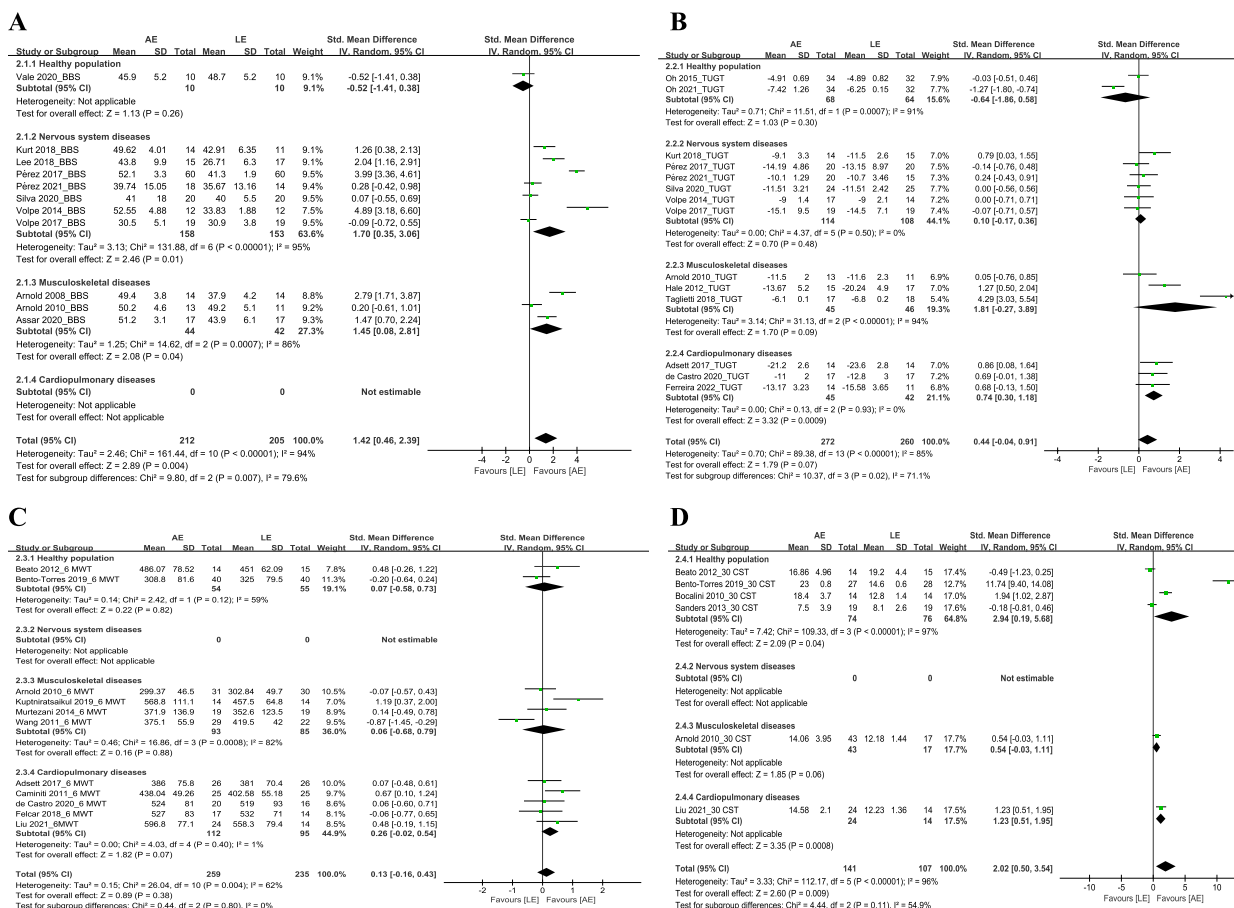 A
AE LE Std. Mean Difference Std. Mean Difference
Study or Subgroup Mean SD Total Mean SD Total Weight IV. Random. 95% CI IV. Random. 95% CI
2.1.1 Healthy population
Vale 2020_BBS 45.9 5.2 10 48.7 5.2 10 9.1% -0.52 [-1.41, 0.38]
Subtotal (95% CI) 10 10 9.1% -0.52 [-1.41, 0.38]
Heterogeneity: Not applicable
Test for overall effect: Z = 1.13 (P = 0.26)
2.1.2 Nervous system diseases
Kurt 2018_BBS 49.62 4.01 14 42.91 6.35 11 9.0% 1.26 [0.38, 2.13]
Lee 2018_BBS 43.8 9.9 15 26.71 6.3 17 9.1% 2.04 [1.16, 2.91]
Pérez 2017_BBS 52.1 3.3 60 41.3 1.9 60 9.3% 3.99 [3.36, 4.61]
Pérez 2021_BBS 39.74 15.05 18 35.67 13.16 14 9.3% 0.28 [-0.42, 0.98]
Silva 2020_BBS 41 18 20 40 5.5 20 9.4% 0.07 [-0.55, 0.69]
Volpe 2014_BBS 52.55 4.88 12 33.83 1.88 12 7.2% 4.89 [3.18, 6.60]
Volpe 2017_BBS 30.5 5.1 19 30.9 3.8 19 9.4% -0.09 [-0.72, 0.55]
Subtotal (95% CI) 158 153 63.6% 1.70 [0.35, 3.06]
Heterogeneity: Tau² = 3.13; Chi² = 131.88, df = 6 (P < 0.00001); I² = 95%
Test for overall effect: Z = 2.46 (P = 0.01)
2.1.3 Musculoskeletal diseases
Arnold 2008_BBS 49.4 3.8 14 37.9 4.2 14 8.8% 2.79 [1.71, 3.87]
Arnold 2010_BBS 50.2 4.6 13 49.2 5.1 11 9.2% 0.20 [-0.61, 1.01]
Assar 2020_BBS 51.2 3.1 17 43.9 6.1 17 9.2% 1.47 [0.70, 2.24]
Subtotal (95% CI) 44 42 27.3% 1.45 [0.08, 2.81]
Heterogeneity: Tau² = 1.25; Chi² = 14.62, df = 2 (P = 0.0007); I² = 86%
Test for overall effect: Z = 2.08 (P = 0.04)
2.1.4 Cardiopulmonary diseases
Subtotal (95% CI) 0 0 Not estimable
Heterogeneity: Not applicable
Test for overall effect: Not applicable
Total (95% CI) 212 205 100.0% 1.42 [0.46, 2.39]
Heterogeneity: Tau² = 2.46; Chi² = 161.44, df = 10 (P < 0.00001); I² = 94%
Test for overall effect: Z = 2.89 (P = 0.004)
Test for subgroup differences: Chi² = 9.80, df = 2 (P = 0.007), I² = 79.6%
-4 -2 0 2 4
Favours [LE] Favours [AE]
B
AE LE Std. Mean Difference Std. Mean Difference
Study or Subgroup Mean SD Total Mean SD Total Weight IV. Random. 95% CI IV. Random. 95% CI
2.2.1 Healthy population
Oh 2015_TUGT -4.91 0.69 34 -4.89 0.82 32 7.9% -0.03 [-0.51, 0.46]
Oh 2021_TUGT -7.42 1.26 34 -6.25 0.15 32 7.7% -1.27 [-1.80, -0.74]
Subtotal (95% CI) 68 64 15.6% -0.64 [-1.86, 0.58]
Heterogeneity: Tau² = 0.71; Chi² = 11.51, df = 1 (P = 0.0007); I² = 91%
Test for overall effect: Z = 1.03 (P = 0.30)
2.2.2 Nervous system diseases
Kurt 2018_TUGT -9.1 3.3 14 -11.5 2.6 15 7.0% 0.79 [0.03, 1.55]
Pérez 2017_TUGT -14.19 4.86 20 -13.15 8.97 20 7.5% -0.14 [-0.76, 0.48]
Pérez 2021_TUGT -10.1 1.29 20 -10.7 3.46 15 7.3% 0.24 [-0.43, 0.91]
Silva 2020_TUGT -11.51 3.21 24 -11.51 2.42 25 7.6% 0.00 [-0.56, 0.56]
Volpe 2014_TUGT -9 1.4 17 -9 2.1 14 7.2% 0.00 [-0.71, 0.71]
Volpe 2017_TUGT -15.1 9.5 19 -14.5 7.1 19 7.4% -0.07 [-0.71, 0.57]
Subtotal (95% CI) 114 108 44.1% 0.10 [-0.17, 0.36]
Heterogeneity: Tau² = 0.00; Chi² = 4.37, df = 5 (P = 0.50); I² = 0%
Test for overall effect: Z = 0.70 (P = 0.48)
2.2.3 Musculoskeletal diseases
Arnold 2010_TUGT -11.5 2 13 -11.6 2.3 11 6.9% 0.05 [-0.76, 0.85]
Hale 2012_TUGT -13.67 5.2 15 -20.24 4.9 17 6.9% 1.27 [0.50, 2.04]
Taglietti 2018_TUGT -6.1 0.1 17 -6.8 0.2 18 5.4% 4.29 [3.03, 5.54]
Subtotal (95% CI) 45 46 19.3% 1.81 [-0.27, 3.89]
Heterogeneity: Tau² = 3.14; Chi² = 31.13, df = 2 (P < 0.00001); I² = 94%
Test for overall effect: Z = 1.70 (P = 0.09)
2.2.4 Cardiopulmonary diseases
Adsett 2017_TUGT -21.2 2.6 14 -23.6 2.8 14 6.9% 0.86 [0.08, 1.64]
de Castro 2020_TUGT -11 2 17 -12.8 3 17 7.2% 0.69 [-0.01, 1.38]
Ferreira 2022_TUGT -13.17 3.23 14 -15.58 3.65 11 6.8% 0.68 [-0.13, 1.50]
Subtotal (95% CI) 45 42 21.1% 0.74 [0.30, 1.18]
Heterogeneity: Tau² = 0.00; Chi² = 0.13, df = 2 (P = 0.93); I² = 0%
Test for overall effect: Z = 3.32 (P = 0.0009)
Total (95% CI) 272 260 100.0% 0.44 [-0.04, 0.91]
Heterogeneity: Tau² = 0.70; Chi² = 89.38, df = 13 (P < 0.00001); I² = 85%
Test for overall effect: Z = 1.79 (P = 0.07)
Test for subgroup differences: Chi² = 10.37, df = 3 (P = 0.02), I² = 71.1%
-4 -2 0 2 4
Favours [LE] Favours [AE]
C
AE LE Std. Mean Difference Std. Mean Difference
Study or Subgroup Mean SD Total Mean SD Total Weight IV. Random. 95% CI IV. Random. 95% CI
2.3.1 Healthy population
Beato 2012_6 MWT 486.07 78.52 14 451 62.09 15 7.8% 0.48 [-0.26, 1.22]
Bento-Torres 2019_6 MWT 308.8 81.6 40 325 79.5 40 11.3% -0.20 [-0.64, 0.24]
Subtotal (95% CI) 54 55 19.1% 0.07 [-0.58, 0.73]
Heterogeneity: Tau² = 0.14; Chi² = 2.42, df = 1 (P = 0.12); I² = 59%
Test for overall effect: Z = 0.22 (P = 0.82)
2.3.2 Nervous system diseases
Subtotal (95% CI) 0 0 Not estimable
Heterogeneity: Not applicable
Test for overall effect: Not applicable
2.3.3 Musculoskeletal diseases
Arnold 2010_6 MWT 299.37 46.5 31 302.84 49.7 30 10.5% -0.07 [-0.57, 0.43]
Kuptniratsaikul 2019_6 MWT 568.8 111.1 14 457.5 64.8 14 7.0% 1.19 [0.37, 2.00]
Murtezani 2014_6 MWT 371.9 136.9 19 352.6 123.5 19 9.0% 0.14 [-0.49, 0.78]
Wang 2011_6 MWT 375.1 55.9 29 419.5 42 22 9.5% -0.87 [-1.45, -0.29]
Subtotal (95% CI) 93 85 36.0% 0.06 [-0.68, 0.79]
Heterogeneity: Tau² = 0.46; Chi² = 16.86, df = 3 (P = 0.0008); I² = 82%
Test for overall effect: Z = 0.16 (P = 0.88)
2.3.4 Cardiopulmonary diseases
Adsett 2017_6 MWT 386 75.8 26 381 70.4 26 10.0% 0.07 [-0.48, 0.61]
Caminiti 2011_6 MWT 438.04 49.26 25 402.58 55.18 25 9.7% 0.67 [0.10, 1.24]
de Castro 2020_6 MWT 524 81 20 519 93 16 8.7% 0.06 [-0.60, 0.71]
Felcar 2018_6 MWT 527 83 17 532 71 14 8.1% -0.06 [-0.77, 0.65]
Liu 2021_6MWT 596.8 77.1 24 558.3 79.4 14 8.5% 0.48 [-0.19, 1.15]
Subtotal (95% CI) 112 95 44.9% 0.26 [-0.02, 0.54]
Heterogeneity: Tau² = 0.00; Chi² = 4.03, df = 4 (P = 0.40); I² = 1%
Test for overall effect: Z = 1.82 (P = 0.07)
Total (95% CI) 259 235 100.0% 0.13 [-0.16, 0.43]
Heterogeneity: Tau² = 0.15; Chi² = 26.04, df = 10 (P = 0.004); I² = 62%
Test for overall effect: Z = 0.89 (P = 0.38)
Test for subgroup differences: Chi² = 0.44, df = 2 (P = 0.80), I² = 0%
-2 -1 0 1 2
Favours [LE] Favours [AE]
D
AE LE Std. Mean Difference Std. Mean Difference
Study or Subgroup Mean SD Total Mean SD Total Weight IV. Random. 95% CI IV. Random. 95% CI
2.4.1 Healthy population
Beato 2012_30 CST 16.86 4.96 14 19.2 4.4 15 17.4% -0.49 [-1.23, 0.25]
Bento-Torres 2019_30 CST 23 0.8 27 14.6 0.6 28 12.6% 11.74 [9.40, 14.08]
Bocalini 2010_30 CST 18.4 3.7 14 12.8 1.4 14 17.0% 1.94 [1.02, 2.87]
Sanders 2013_30 CST 7.5 3.9 19 8.1 2.6 19 17.6% -0.18 [-0.81, 0.46]
Subtotal (95% CI) 74 76 64.8% 2.94 [0.19, 5.68]
Heterogeneity: Tau² = 7.42; Chi² = 109.33, df = 3 (P < 0.00001); I² = 97%
Test for overall effect: Z = 2.09 (P = 0.04)
2.4.2 Nervous system diseases
Subtotal (95% CI) 0 0 Not estimable
Heterogeneity: Not applicable
Test for overall effect: Not applicable
2.4.3 Musculoskeletal diseases
Arnold 2010_30 CST 14.06 3.95 43 12.18 1.44 17 17.7% 0.54 [-0.03, 1.11]
Subtotal (95% CI) 43 17 17.7% 0.54 [-0.03, 1.11]
Heterogeneity: Not applicable
Test for overall effect: Z = 1.85 (P = 0.06)
2.4.4 Cardiopulmonary diseases
Liu 2021_30 CST 14.58 2.1 24 12.23 1.36 14 17.5% 1.23 [0.51, 1.95]
Subtotal (95% CI) 24 14 17.5% 1.23 [0.51, 1.95]
Heterogeneity: Not applicable
Test for overall effect: Z = 3.35 (P = 0.0008)
Total (95% CI) 141 107 100.0% 2.02 [0.50, 3.54]
Heterogeneity: Tau² = 3.33; Chi² = 112.17, df = 5 (P < 0.00001); I² = 96%
Test for overall effect: Z = 2.60 (P = 0.009)
Test for subgroup differences: Chi² = 4.44, df = 2 (P = 0.11), I² = 54.9%
-10 -5 0 5 10
Favours [LE] Favours [AE]